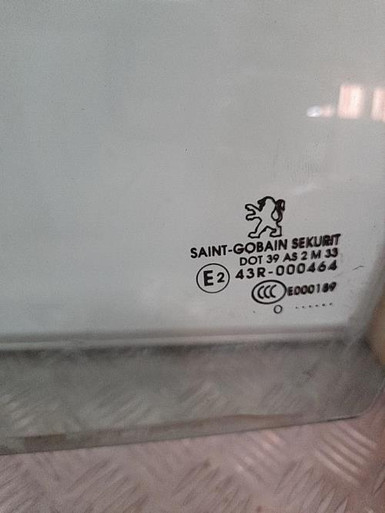 SAINT-GOBAIN SEKURIT
DOT 39 AS 2 M 33
E2 43R-000464
CCC E000189
O ......